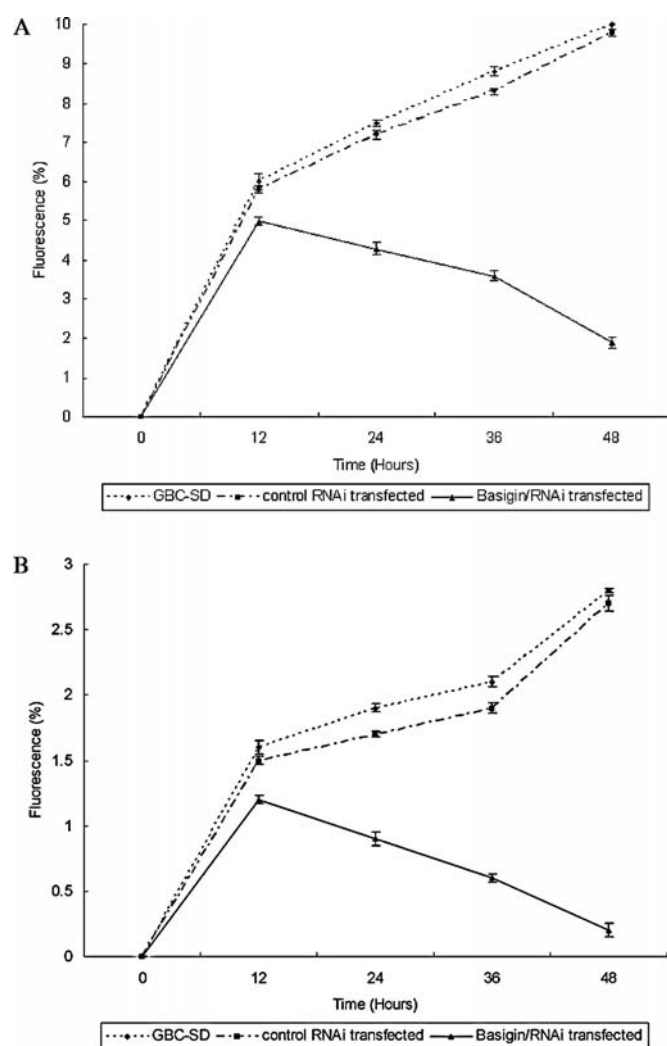 A
10
9
8
7
6
5
4
3
2
1
0
Fluorescence (%)
0 12 24 36 48
Time (Hours)
GBC-SD control RNAi transfected Basigin/RNAi transfected
B
3
2.5
2
1.5
1
0.5
0
Fluorescence (%)
0 12 24 36 48
Time (Hours)
GBC-SD control RNAi transfected Basigin/RNAi transfected